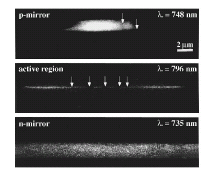 p-mirror λ = 748 nm
2 μm
active region λ = 796 nm
n-mirror λ = 735 nm